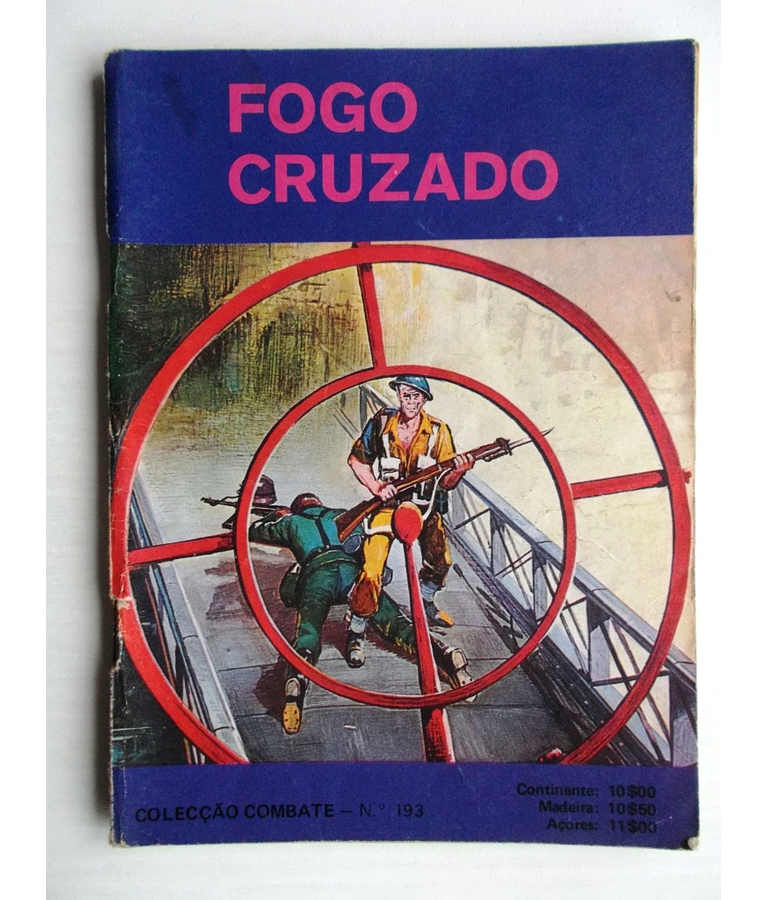 FOGO
CRUZADO
COLECÇÃO COMBATE — N.º 193
Continente: 10$00
Madeira: 10$50
Açores: 11$00